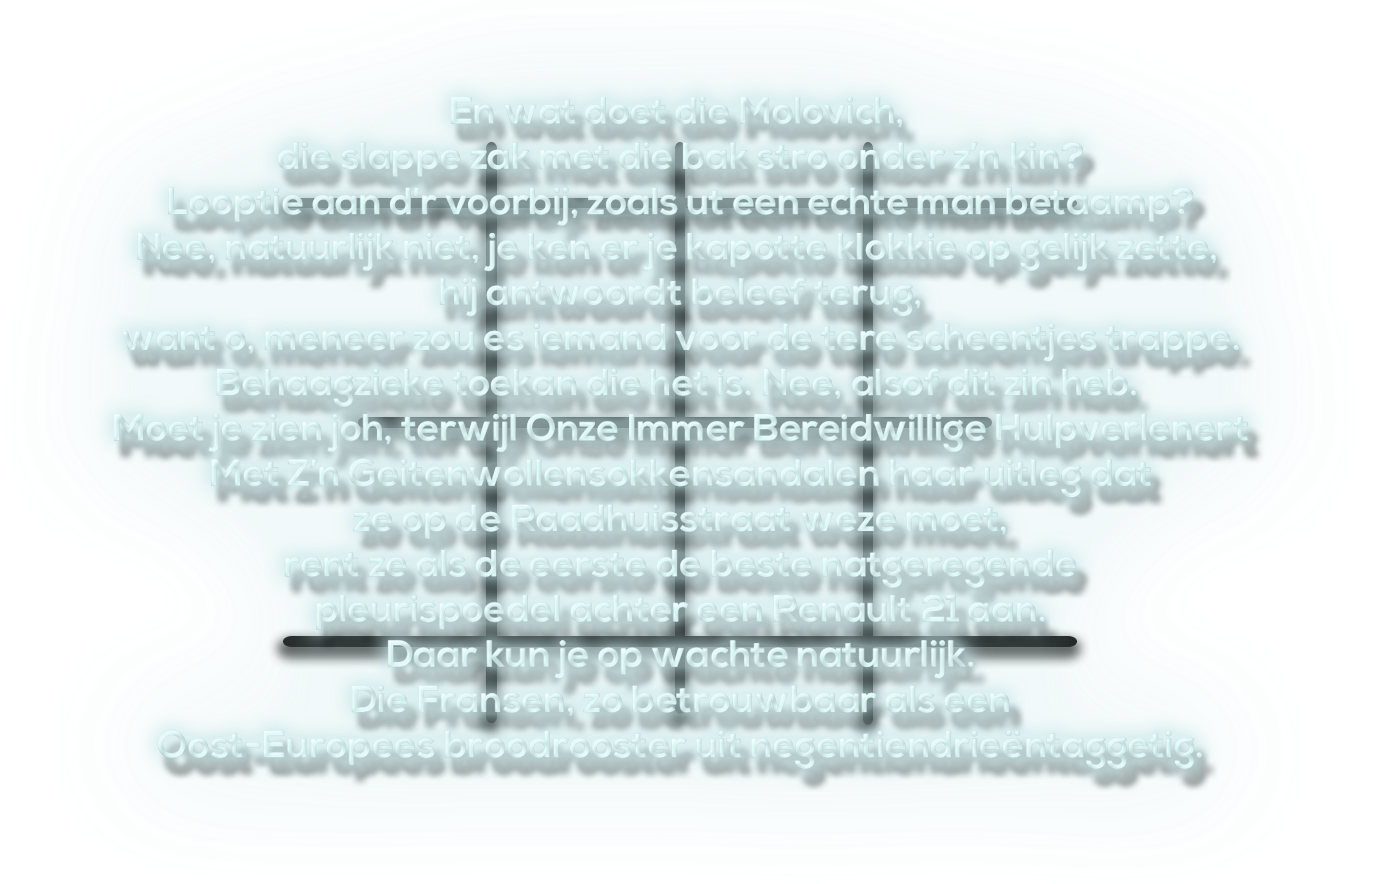 En wat doet die Molovich,
die slappe zak met die bak stro onder z'n kin?
Looptie aan d'r voorbij, zoals ut een echte man betaamp?
Nee, natuurlijk niet, je ken er je kapotte klokkie op gelijk zette,
hij antwoordt beleef terug,
want o, meneer zou es iemand voor de tere scheentjes trappe.
Behaagzieke toekan die het is. Nee, alsof dit zin heb.
Moet je zien joh, terwijl Onze Immer Bereidwillige Hulpverlenert
Met Z'n Geitenwollensokkensandalen haar uitleg dat
ze op de Raadhuisstraat weze moet,
rent ze als de eerste de beste natgeregende
pleurispoedel achter een Renault 21 aan.
Daar kun je op wachte natuurlijk.
Die Fransen, zo betrouwbaar als een
Oost-Europees broodrooster uit negentiendrieëntaggetig.